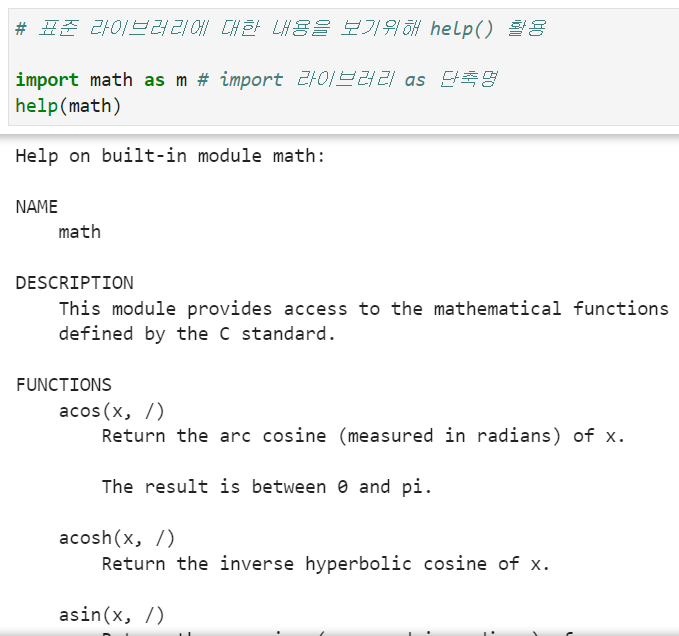 # 표준 라이브러리에 대한 내용을 보기위해 help() 활용
import math as m # import 라이브러리 as 단축명
help(math)
Help on built-in module math:
NAME
math
DESCRIPTION
This module provides access to the mathematical functions
defined by the C standard.
FUNCTIONS
acos(x, /)
Return the arc cosine (measured in radians) of x.
The result is between 0 and pi.
acosh(x, /)
Return the inverse hyperbolic cosine of x.
asin(x, /)